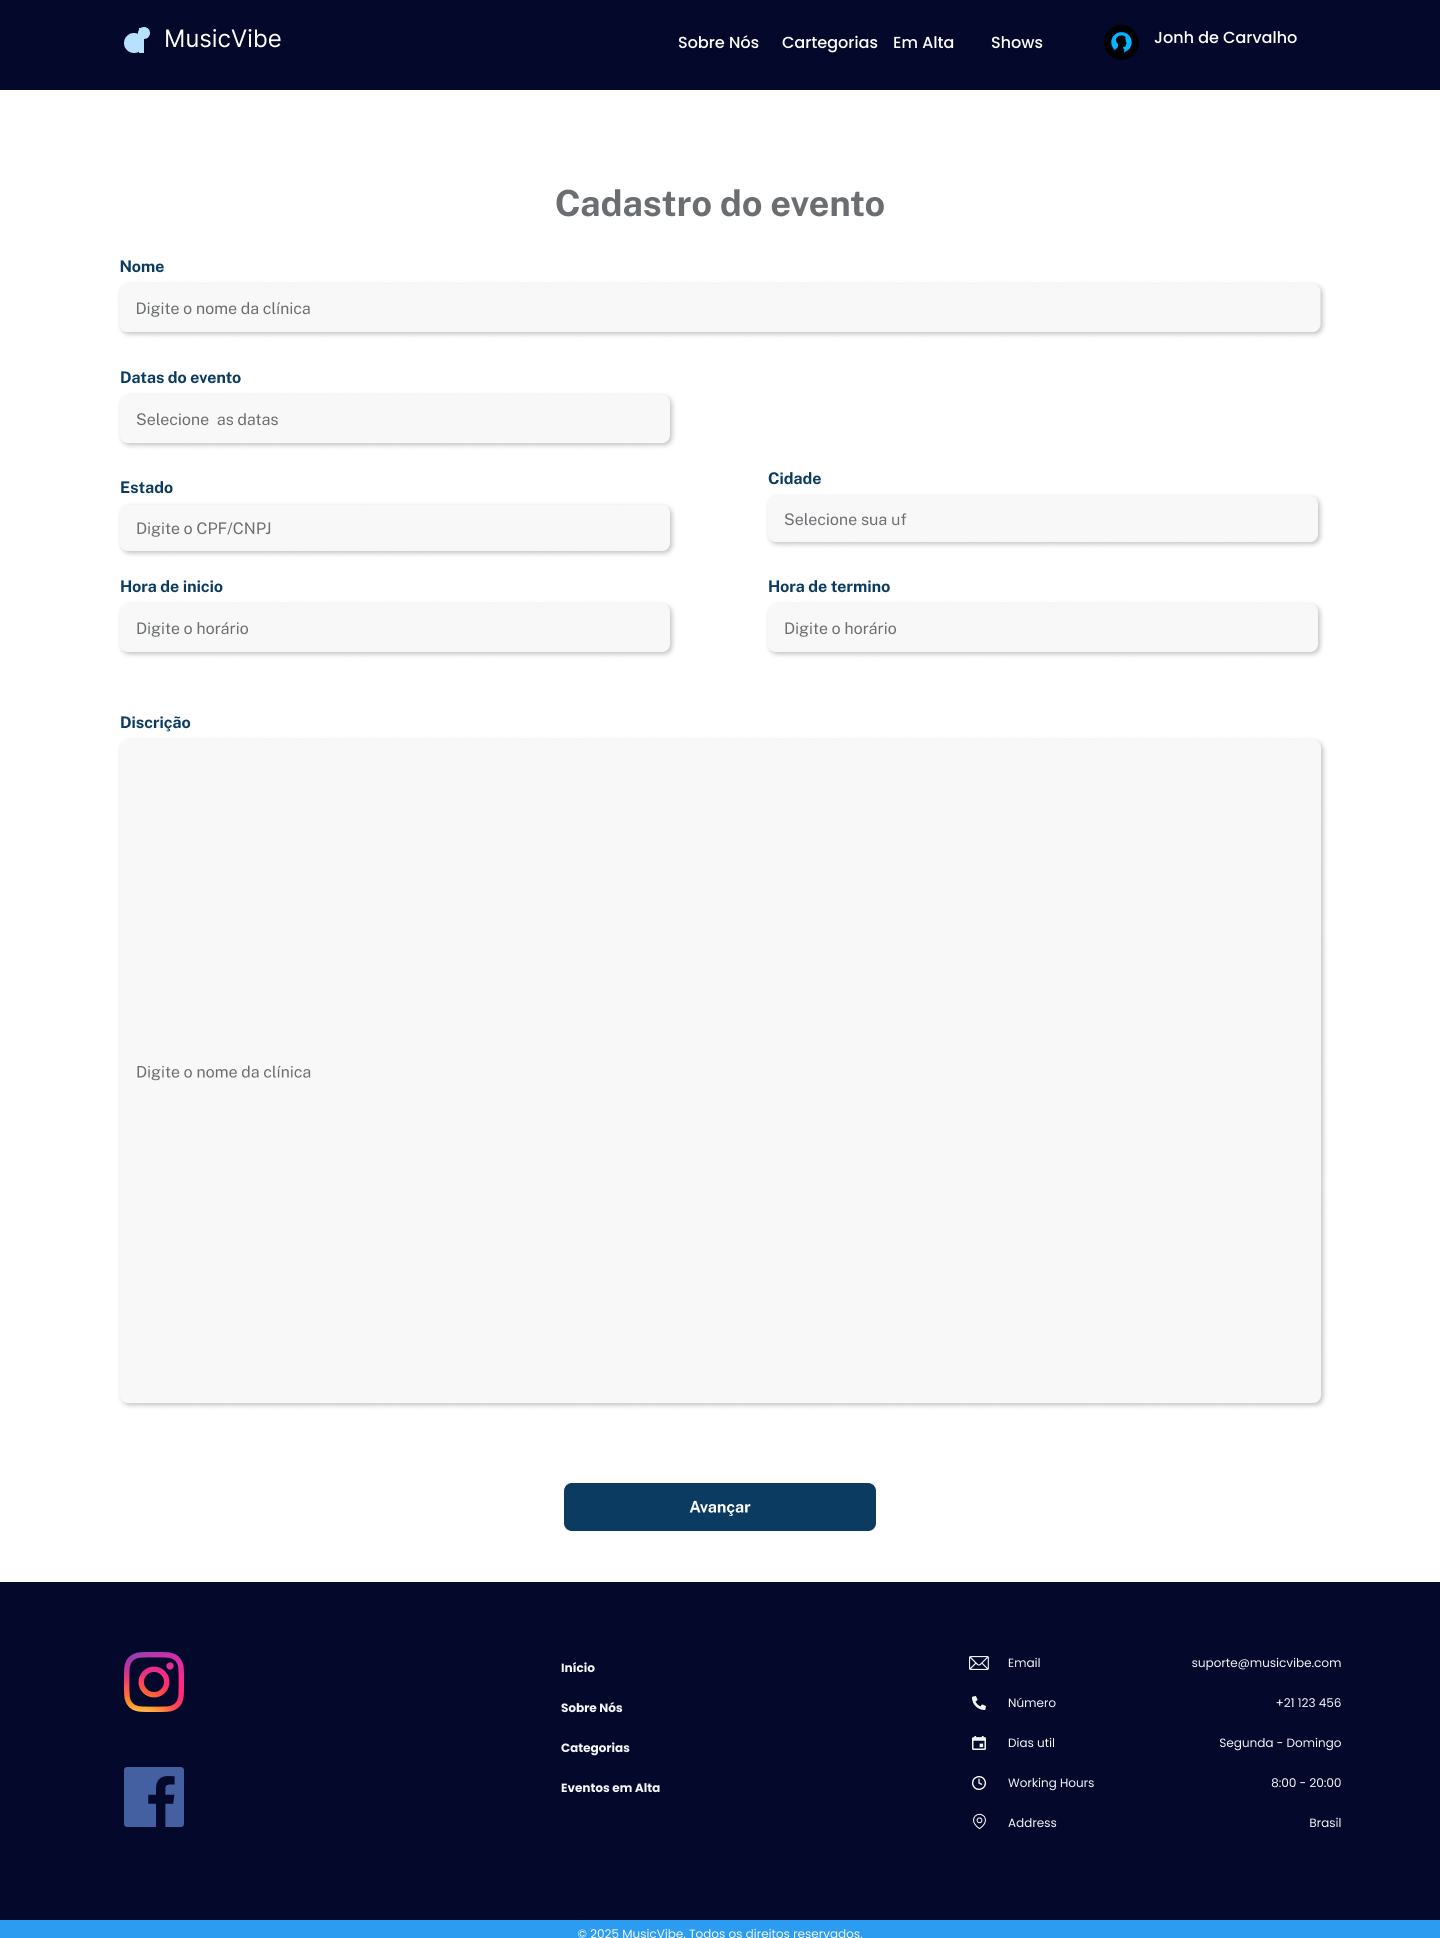 MusicVibe
Sobre Nós Cartegorias Em Alta Shows
Jonh de Carvalho
Cadastro do evento
Nome
Digite o nome da clínica
Datas do evento
Selecione  as datas
Estado
Digite o CPF/CNPJ
Cidade
Selecione sua uf
Hora de inicio
Digite o horário
Hora de termino
Digite o horário
Discrição
Digite o nome da clínica
Avançar
Início
Sobre Nós
Categorias
Eventos em Alta
Email suporte@musicvibe.com
Número +21 123 456
Dias util Segunda - Domingo
Working Hours 8:00 - 20:00
Address Brasil
© 2025 MusicVibe. Todos os direitos reservados.